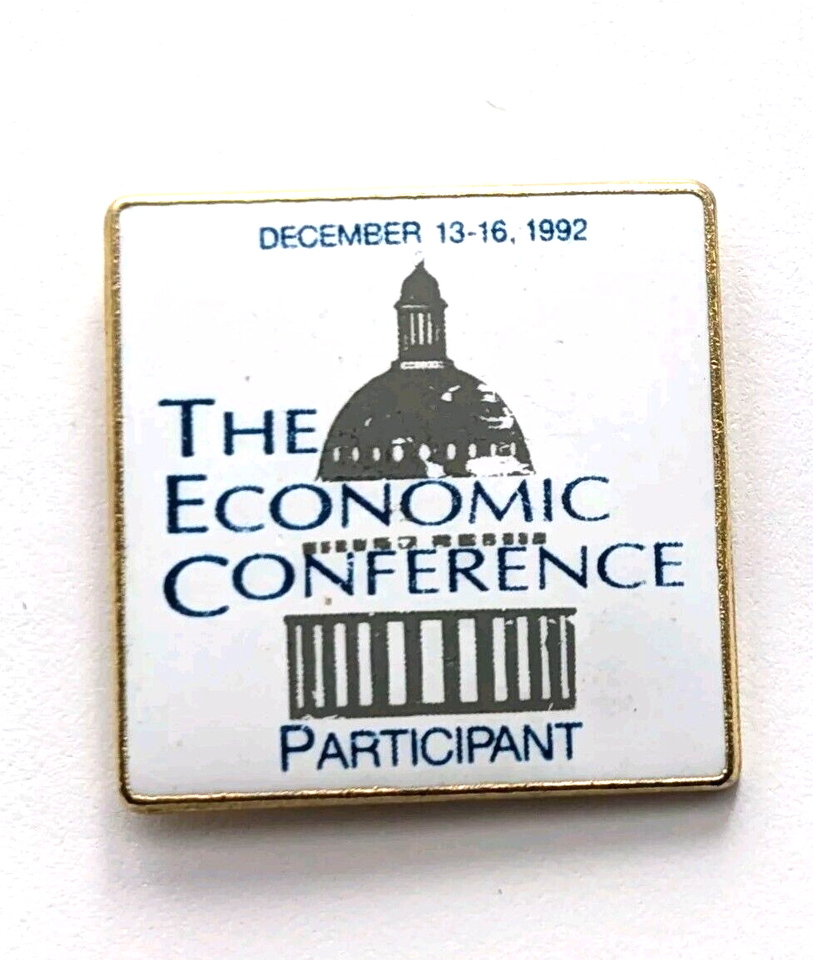 DECEMBER 13-16, 1992
THE
ECONOMIC
CONFERENCE
PARTICIPANT